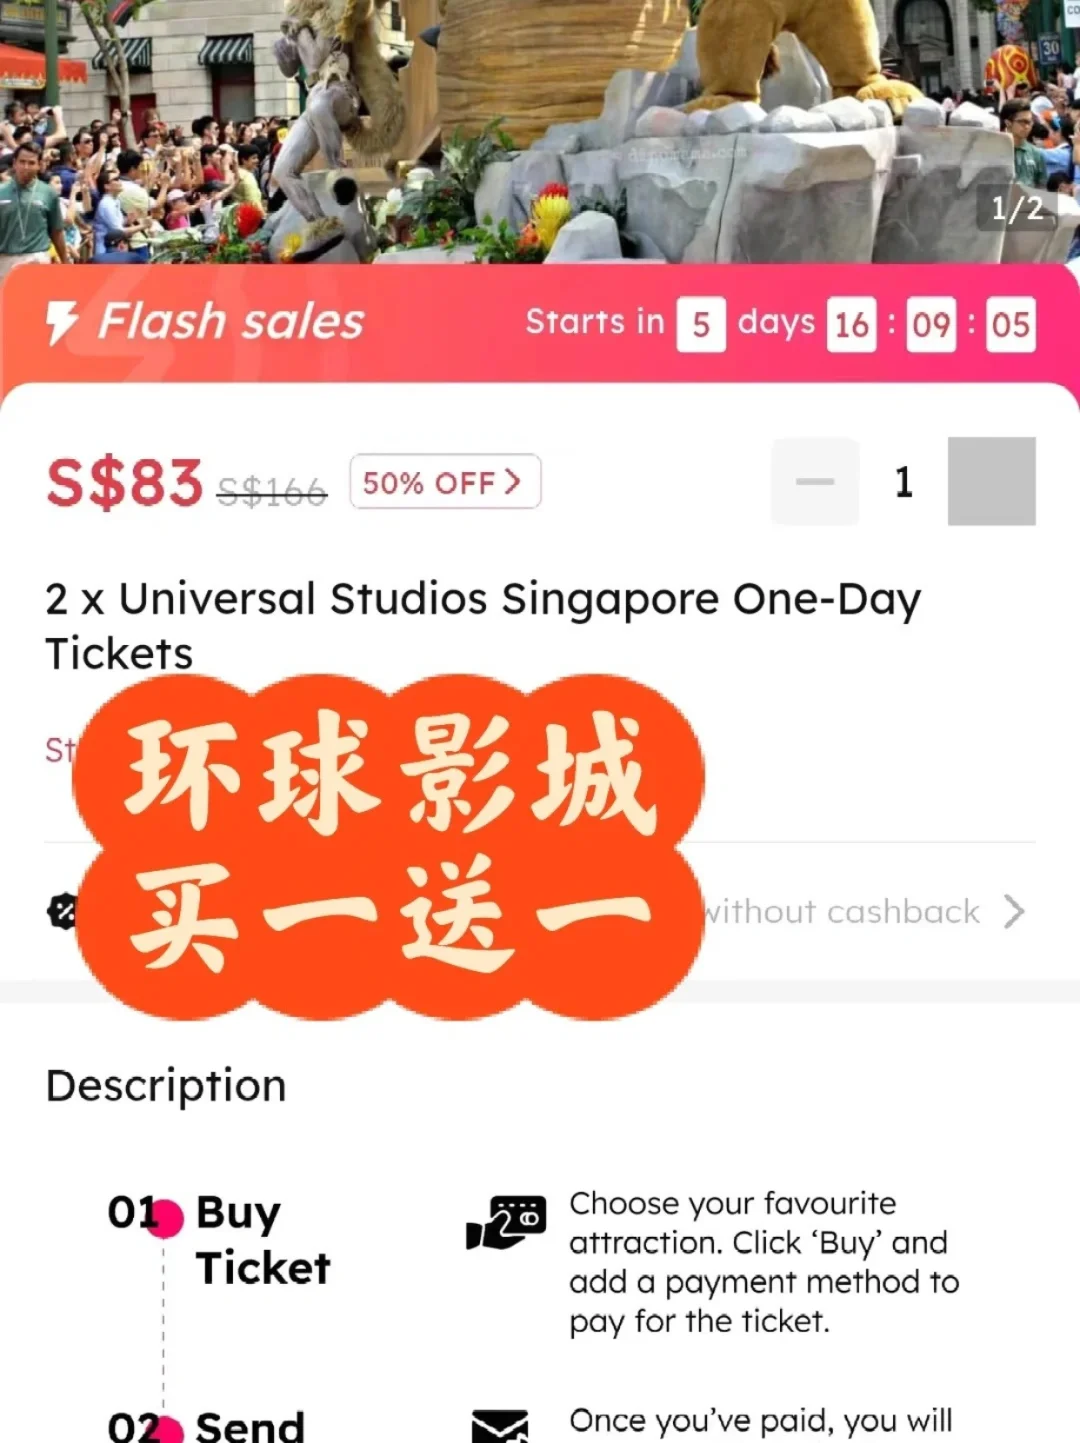 1/2
Flash sales
Starts in 5 days 16 : 09 : 05
S$83 S$166 50% OFF
1
2 x Universal Studios Singapore One-Day
Tickets
环球影城
买一送一
without cashback
Description
01 Buy
Ticket
Choose your favourite
attraction. Click ‘Buy’ and
add a payment method to
pay for the ticket.
02 Send
Once you’ve paid, you will